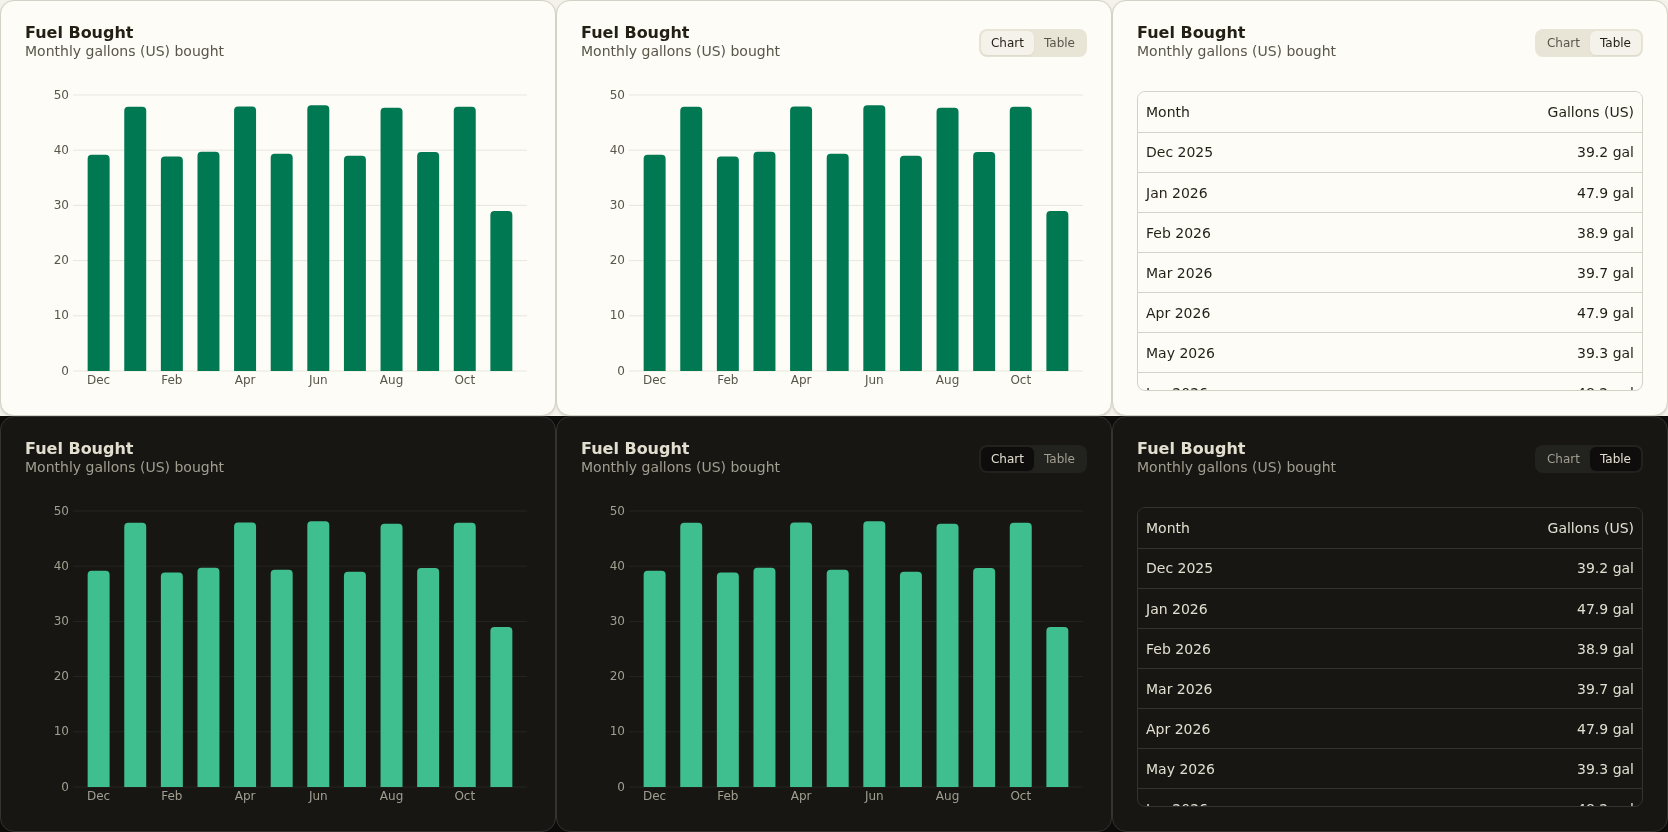 Fuel Bought
Monthly gallons (US) bought
50
40
30
20
10
0
Dec Feb Apr Jun Aug Oct
Fuel Bought
Monthly gallons (US) bought
Chart Table
50
40
30
20
10
0
Dec Feb Apr Jun Aug Oct
Fuel Bought
Monthly gallons (US) bought
Chart Table
Month Gallons (US)
Dec 2025 39.2 gal
Jan 2026 47.9 gal
Feb 2026 38.9 gal
Mar 2026 39.7 gal
Apr 2026 47.9 gal
May 2026 39.3 gal
Fuel Bought
Monthly gallons (US) bought
50
40
30
20
10
0
Dec Feb Apr Jun Aug Oct
Fuel Bought
Monthly gallons (US) bought
Chart Table
50
40
30
20
10
0
Dec Feb Apr Jun Aug Oct
Fuel Bought
Monthly gallons (US) bought
Chart Table
Month Gallons (US)
Dec 2025 39.2 gal
Jan 2026 47.9 gal
Feb 2026 38.9 gal
Mar 2026 39.7 gal
Apr 2026 47.9 gal
May 2026 39.3 gal